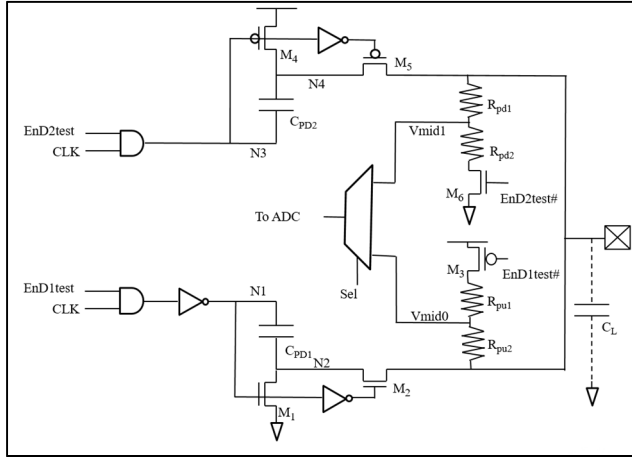 M4
M5
N4
Rpd1
CPD2
EnD2test
Vmid1
CLK
N3
Rpd2
M6
EnD2test#
To ADC
M3
EnD1test#
EnD1test
Sel
N1
Rpu1
CLK
Vmid0
CL
CPD1
Rpu2
N2
M2
M1